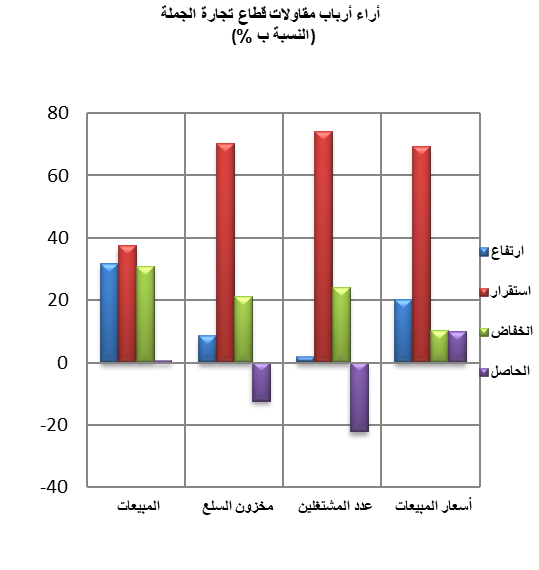 أراء أرباب مقاولات قطاع تجارة الجملة
(النسبة ب %)
80
60
40
20
0
-20
-40
ارتفاع
استقرار
انخفاض
الحاصل
المبيعات
مخزون السلع
عدد المشتغلين
أسعار المبيعات